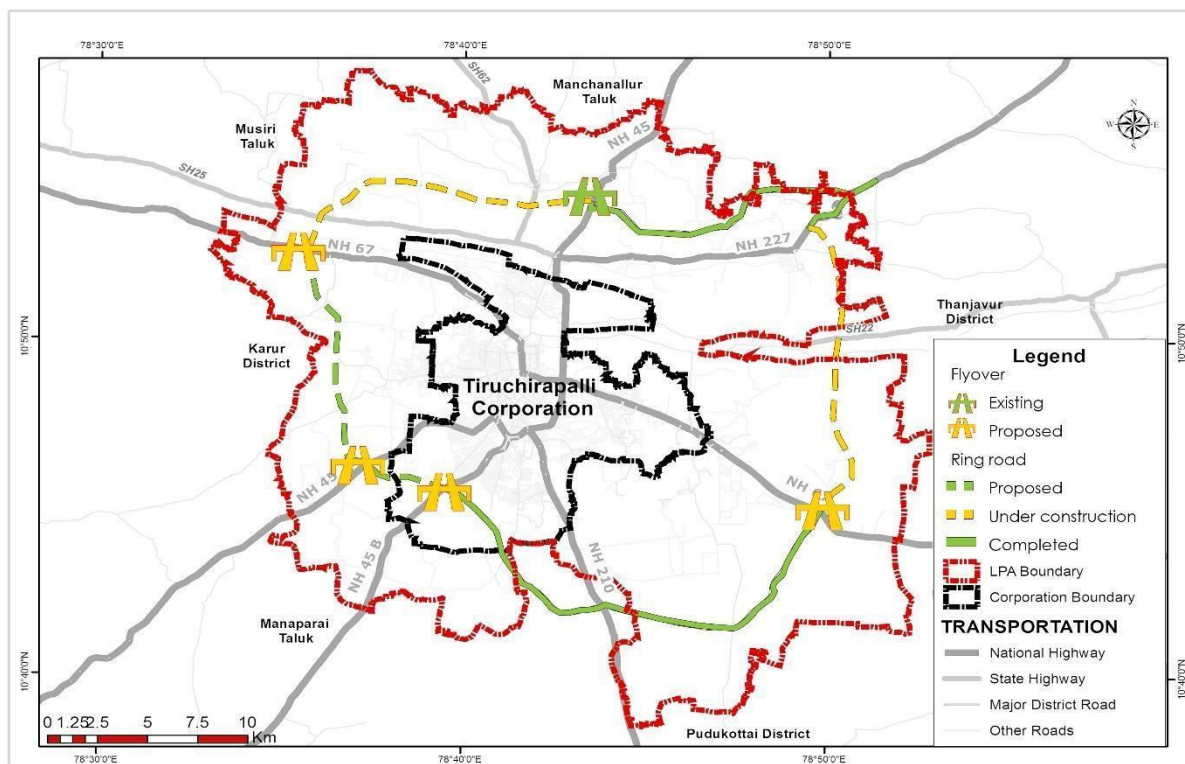 78°30'0"E
78°40'0"E
78°50'0"E
SH62
Manchanallur
Taluk
NH 45
Musiri
Taluk
N
W
E
S
SH25
NH 67
NH 227
Thanjavur
District
SH22
10°50'0"N
10°50'0"N
Karur
District
Tiruchirapalli
Corporation
NH 45
NH 45 B
NH 210
Manaparai
Taluk
Pudukottai District
10°40'0"N
10°40'0"N
Legend
Flyover
Existing
Proposed
Ring road
Proposed
Under construction
Completed
LPA Boundary
Corporation Boundary
TRANSPORTATION
National Highway
State Highway
Major District Road
Other Roads
0 1.25 2.5 5 7.5 10
Km
78°30'0"E
78°40'0"E
78°50'0"E